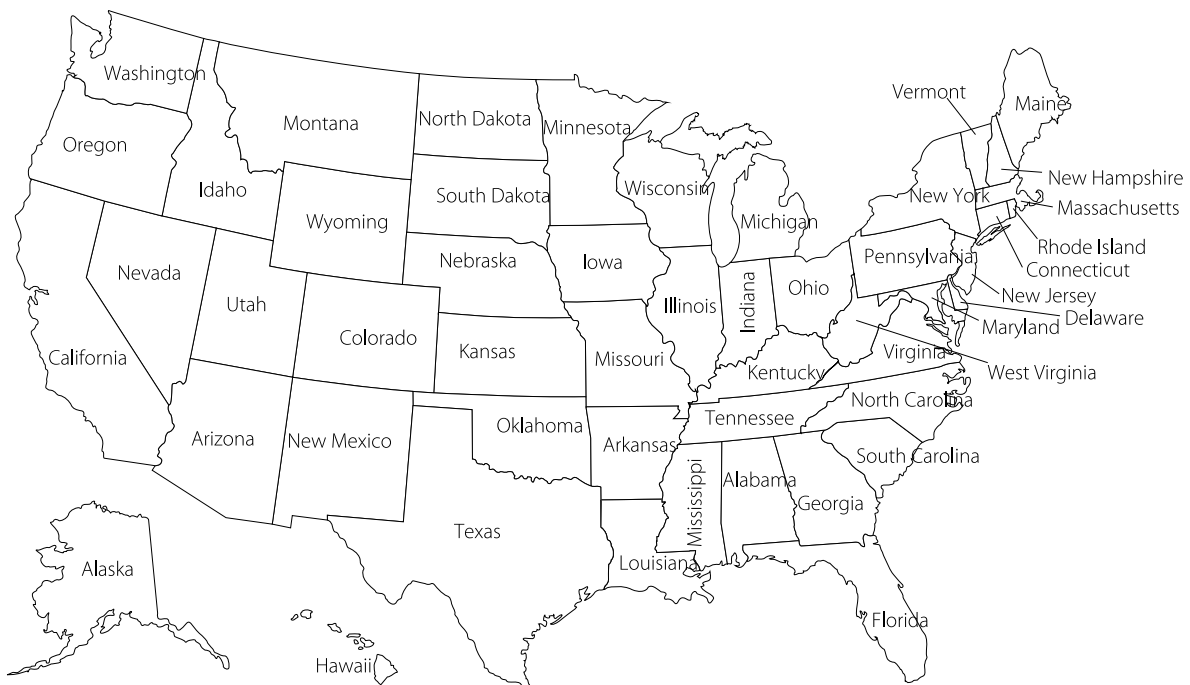 Washington
Oregon
California
Idaho
Nevada
Montana
Wyoming
Utah
Arizona
Colorado
New Mexico
North Dakota
South Dakota
Nebraska
Kansas
Oklahoma
Texas
Minnesota
Iowa
Missouri
Arkansas
Louisiana
Wisconsin
Illinois
Michigan
Indiana
Ohio
Kentucky
Tennessee
Mississippi
Alabama
Georgia
Florida
South Carolina
North Carolina
Virginia
West Virginia
Pennsylvania
New York
Vermont
Maine
New Hampshire
Massachusetts
Rhode Island
Connecticut
New Jersey
Delaware
Maryland
Alaska
Hawaii